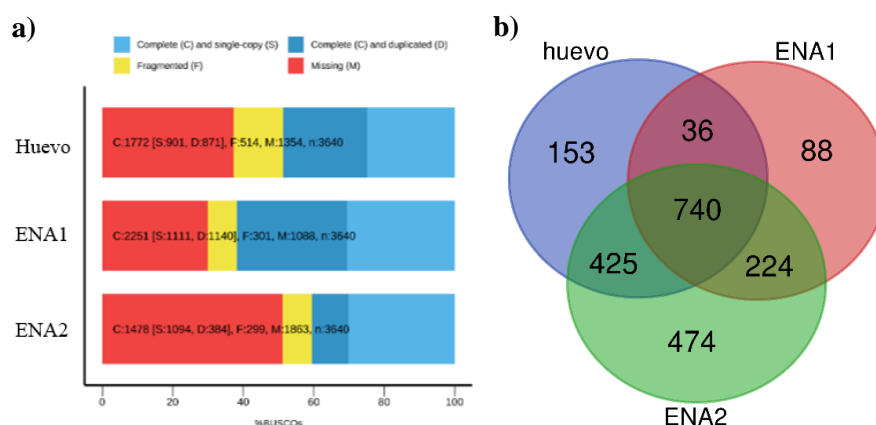 a)
Complete (C) and single-copy (S)
Complete (C) and duplicated (D)
Fragmented (F)
Missing (M)
Huevo
C:1772 [S:901, D:871], F:514, M:1354, n:3640
ENA1
C:2251 [S:1111, D:1140], F:301, M:1088, n:3640
ENA2
C:1478 [S:1094, D:384], F:299, M:1863, n:3640
0 20 40 60 80 100
%BUSCOs
b)
huevo
ENA1
153
36
88
740
425
224
474
ENA2